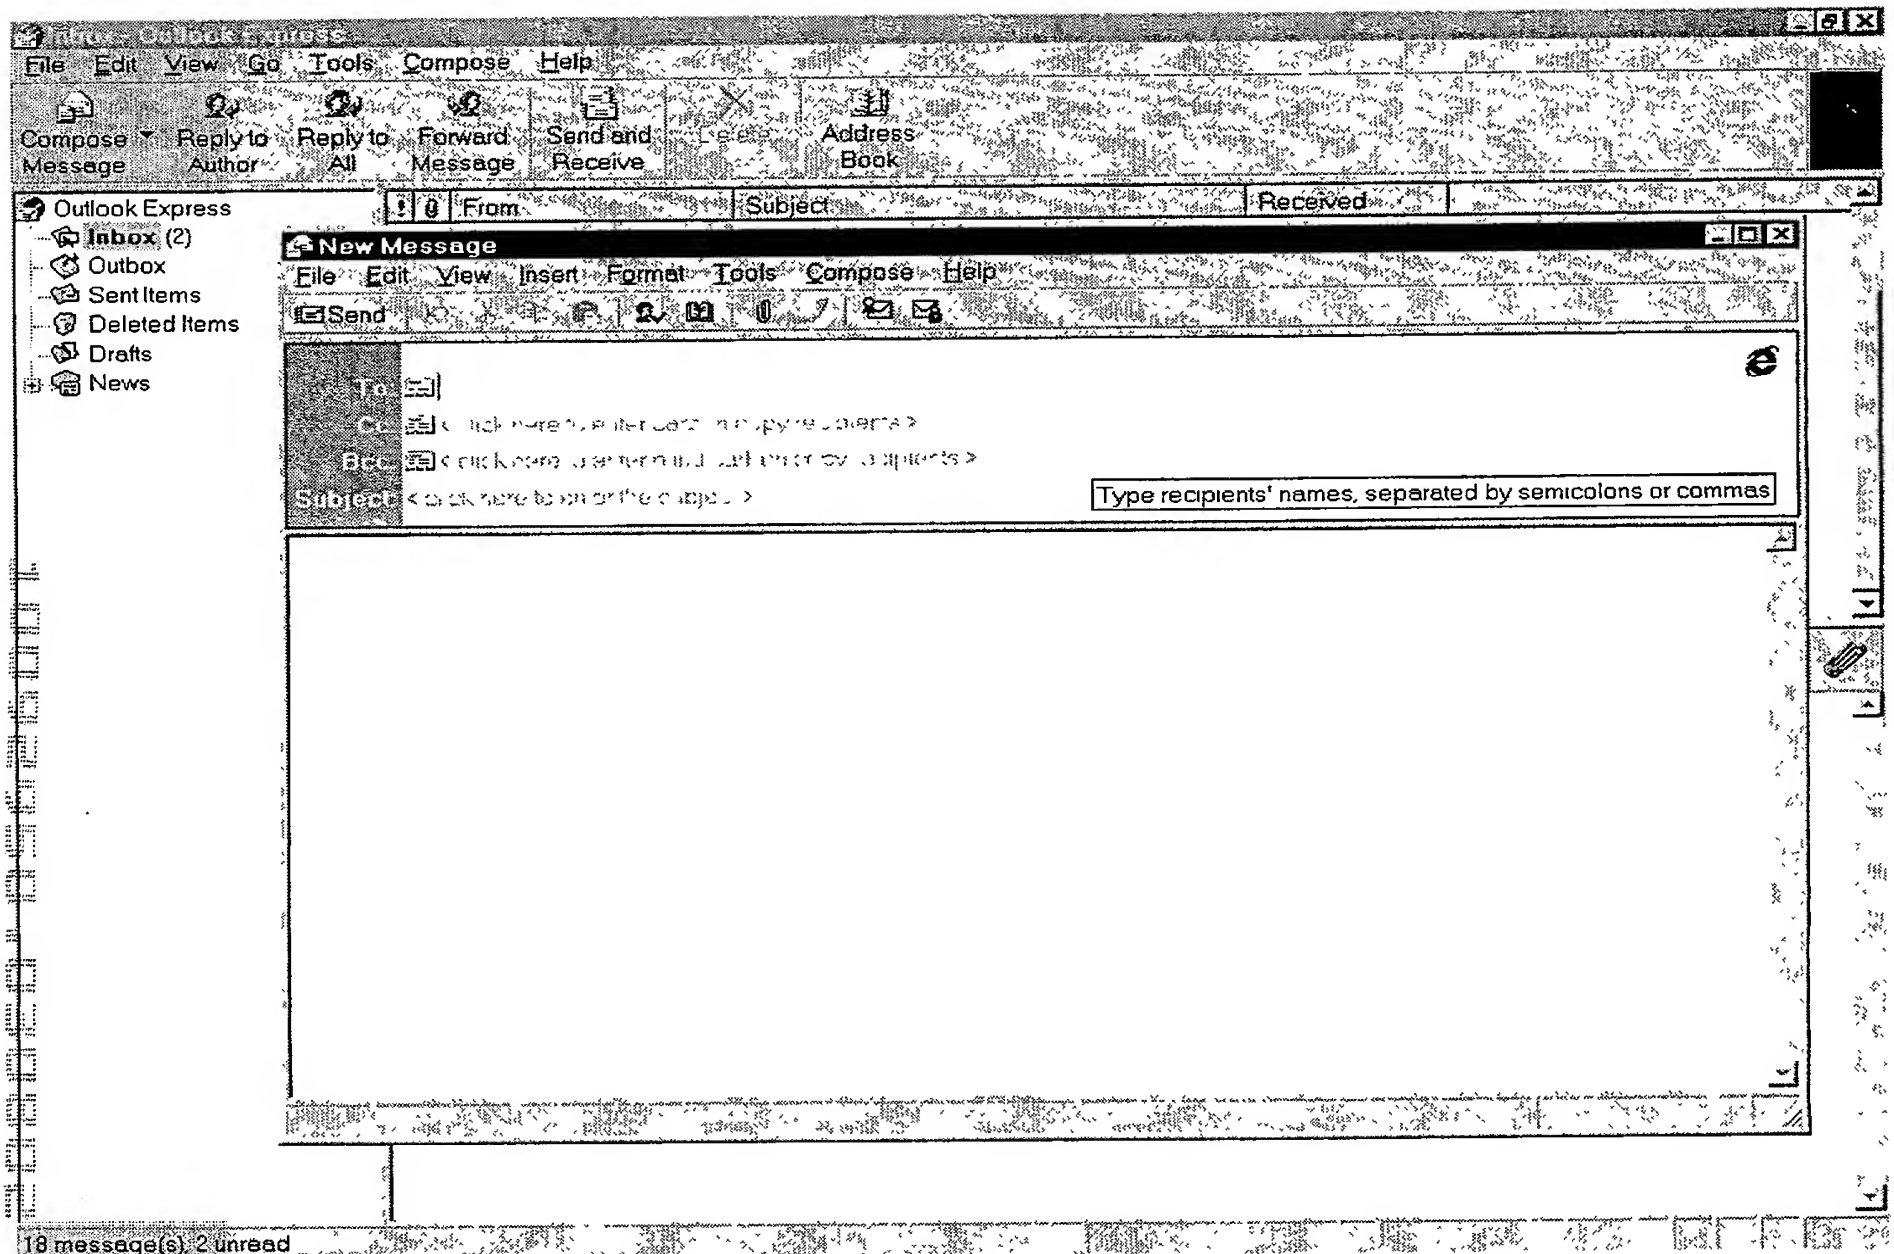 Inbox - Outlook Express
File Edit View Go Tools Compose Help
Compose Message
Reply to Author
Reply to All
Forward Message
Send and Receive
Delete
Address Book
Outlook Express
Inbox (2)
Outbox
Sent Items
Deleted Items
Drafts
News
! From Subject Received
New Message
File Edit View Insert Format Tools Compose Help
Send
To:
Cc:
Bcc:
Subject:
Type recipients' names, separated by semicolons or commas
18 message(s), 2 unread